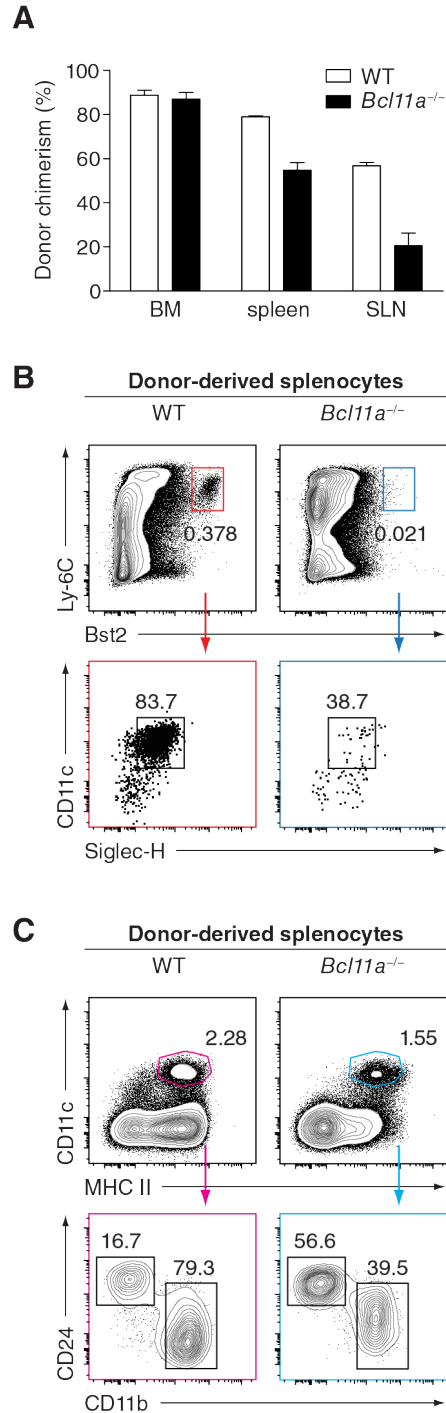 A
Donor chimerism (%)
100
80
60
40
20
0
WT
Bcl11a–/–
BM spleen SLN
B
Donor-derived splenocytes
WT Bcl11a–/–
Ly-6C
0.378 0.021
Bst2
83.7 38.7
CD11c
Siglec-H
C
Donor-derived splenocytes
WT Bcl11a–/–
2.28 1.55
CD11c
MHC II
16.7 79.3 56.6 39.5
CD24
CD11b